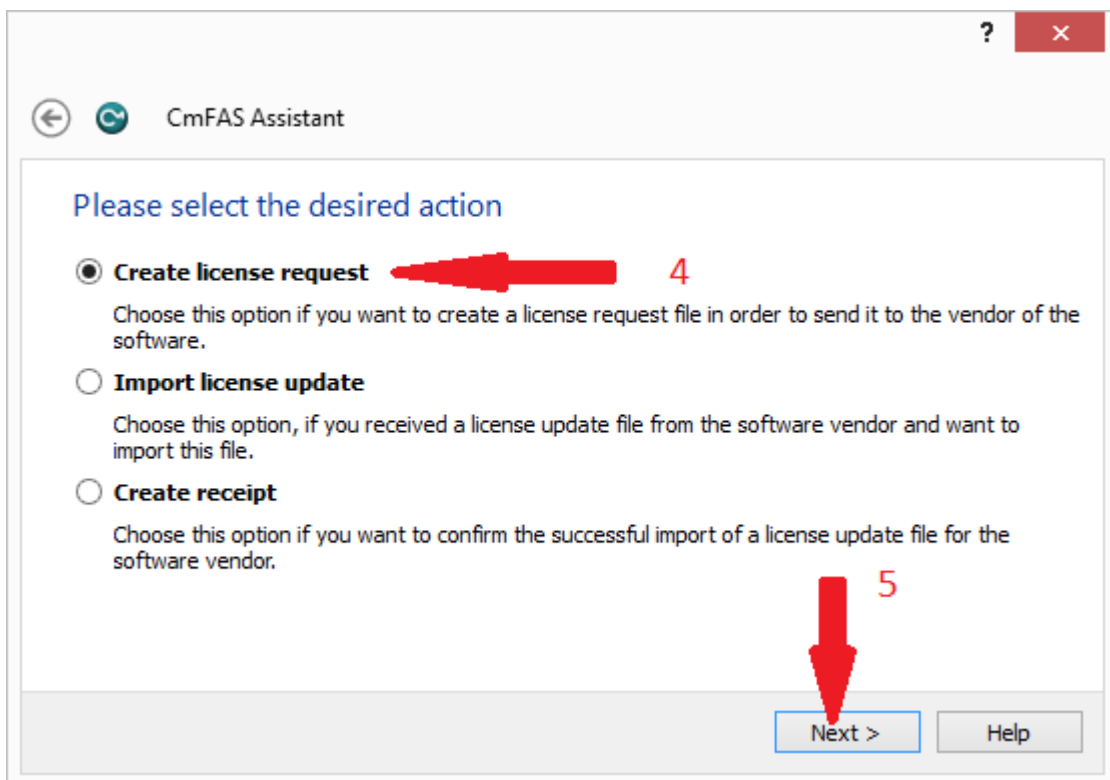 ?
CmFAS Assistant
Please select the desired action
Create license request
4
Choose this option if you want to create a license request file in order to send it to the vendor of the
software.
Import license update
Choose this option, if you received a license update file from the software vendor and want to
import this file.
Create receipt
Choose this option if you want to confirm the successful import of a license update file for the
software vendor.
5
Next >
Help